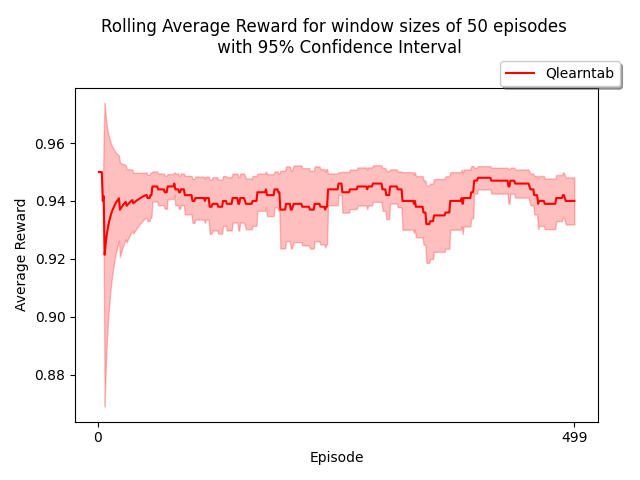 Rolling Average Reward for window sizes of 50 episodes
with 95% Confidence Interval
Qlearntab
0.96
0.94
0.92
0.90
0.88
Average Reward
0
499
Episode